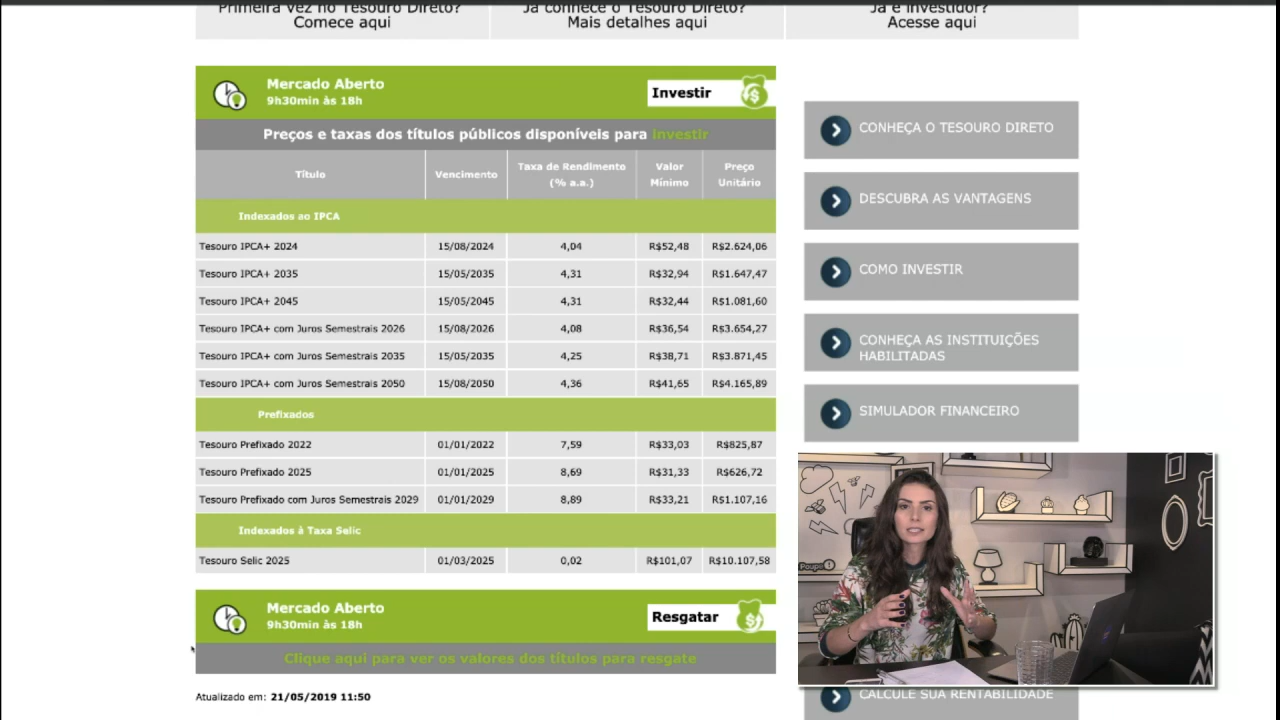 Primeira vez no Tesouro Direto?
Comece aqui
Já conhece o Tesouro Direto?
Mais detalhes aqui
Já é investidor?
Acesse aqui
Mercado Aberto
9h30min às 18h
Investir
Preços e taxas dos títulos públicos disponíveis para Investir
Título Vencimento Taxa de Rendimento (% a.a.) Valor Mínimo Preço Unitário
Indexados ao IPCA
Tesouro IPCA+ 2024 15/08/2024 4,04 R$52,48 R$2.624,06
Tesouro IPCA+ 2035 15/05/2035 4,31 R$32,94 R$1.647,47
Tesouro IPCA+ 2045 15/05/2045 4,31 R$32,44 R$1.081,60
Tesouro IPCA+ com Juros Semestrais 2026 15/08/2026 4,08 R$36,54 R$3.654,27
Tesouro IPCA+ com Juros Semestrais 2035 15/05/2035 4,25 R$38,71 R$3.871,45
Tesouro IPCA+ com Juros Semestrais 2050 15/08/2050 4,36 R$41,65 R$4.165,89
Prefixados
Tesouro Prefixado 2022 01/01/2022 7,59 R$33,03 R$825,87
Tesouro Prefixado 2025 01/01/2025 8,69 R$31,33 R$626,72
Tesouro Prefixado com Juros Semestrais 2029 01/01/2029 8,89 R$33,21 R$1.107,16
Indexados à Taxa Selic
Tesouro Selic 2025 01/03/2025 0,02 R$101,07 R$10.107,58
Mercado Aberto
9h30min às 18h
Resgatar
Clique aqui para ver os valores dos títulos para resgate
Atualizado em: 21/05/2019 11:50
CONHEÇA O TESOURO DIRETO
DESCUBRA AS VANTAGENS
COMO INVESTIR
CONHEÇA AS INSTITUIÇÕES
HABILITADAS
SIMULADOR FINANCEIRO
Poupe!
CALCULE SUA RENTABILIDADE